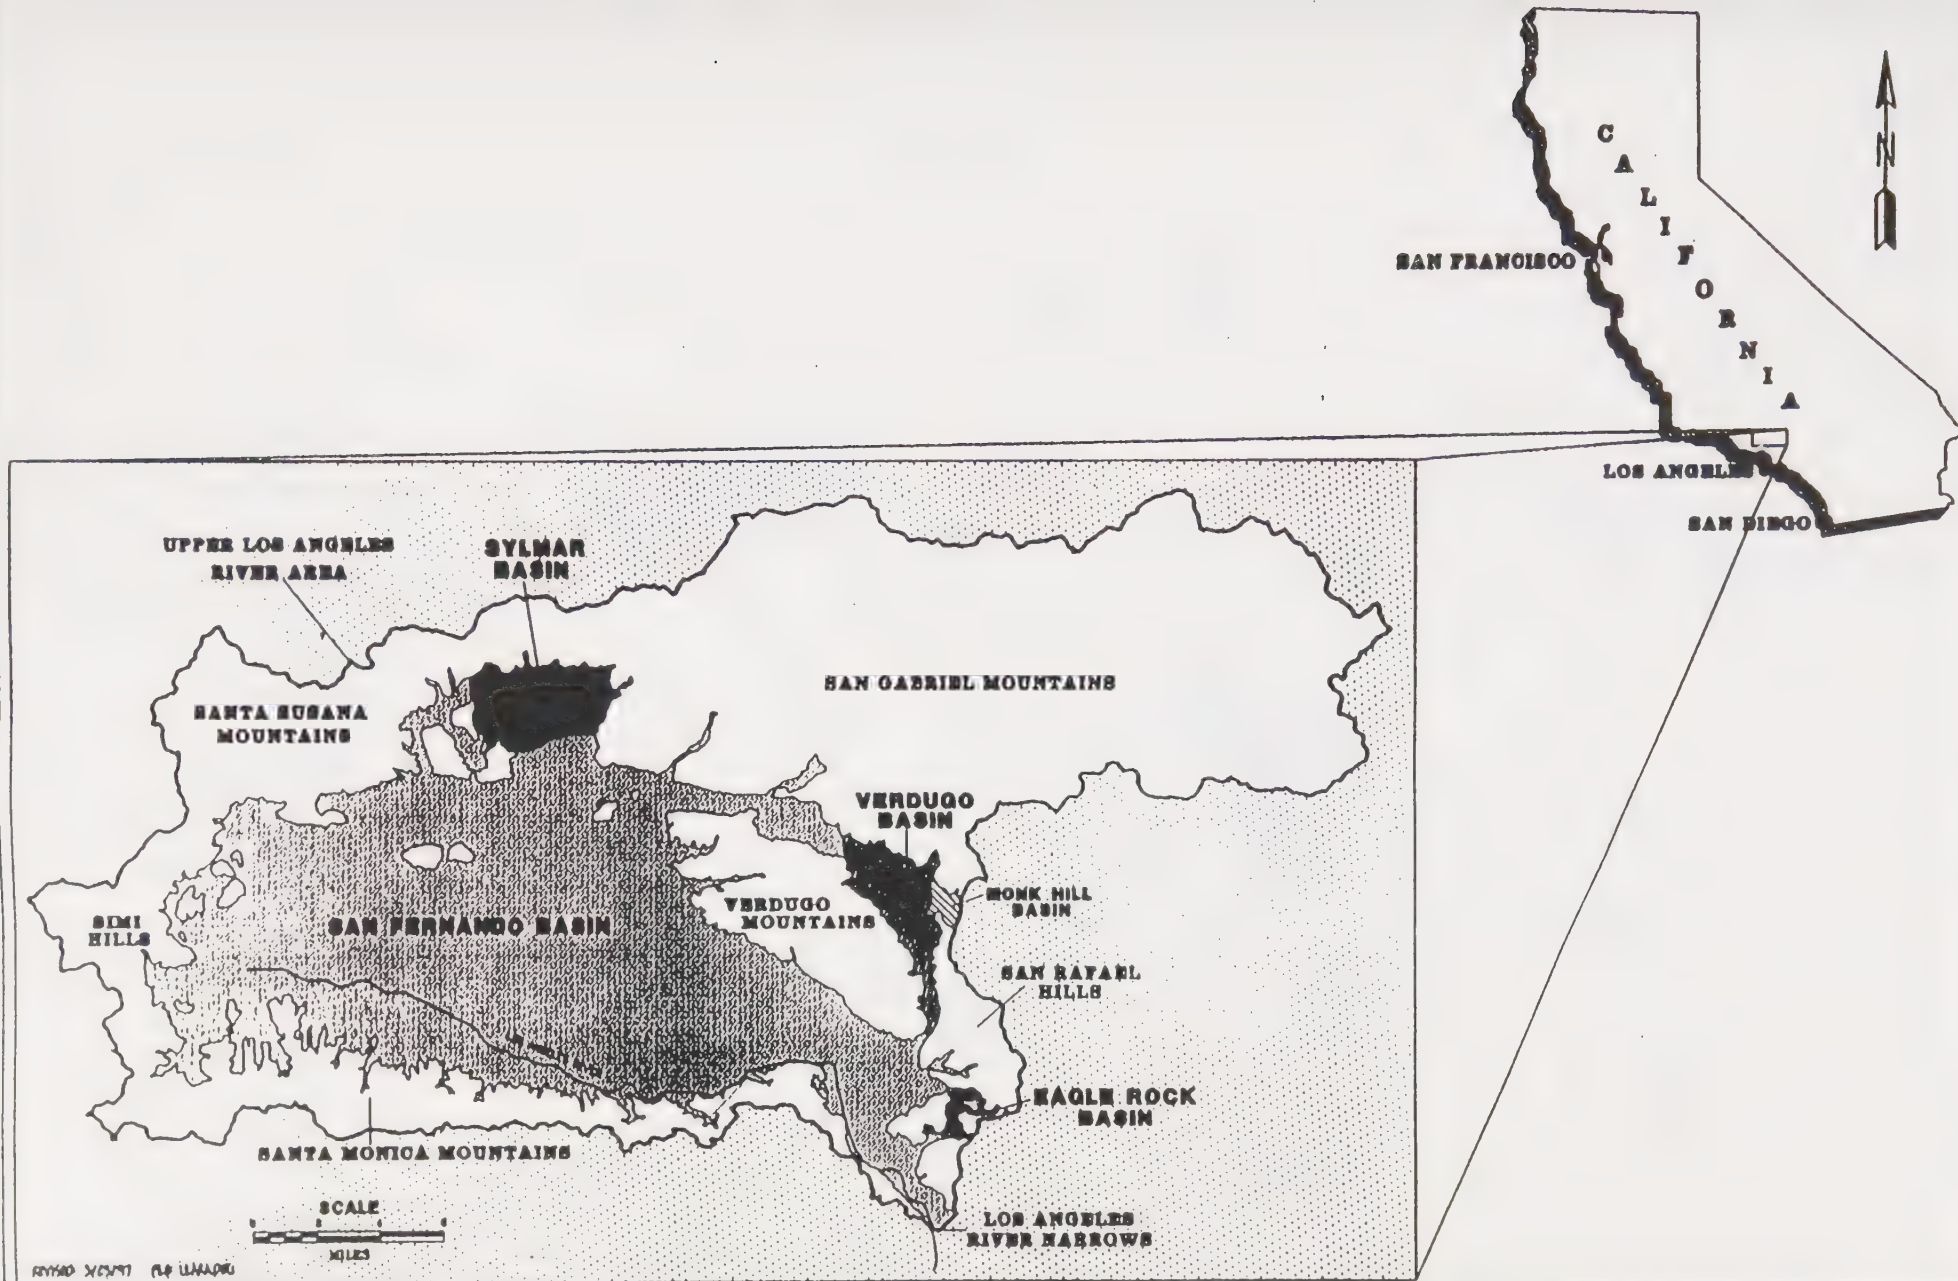 CALIFORNIA
N
SAN FRANCISCO
LOS ANGELES
SAN DIEGO
UPPER LOS ANGELES
RIVER AREA
SYLMAR
BASIN
SANTA SUSANA
MOUNTAINS
SAN GABRIEL MOUNTAINS
VERDUGO
BASIN
MONK HILL
BASIN
SIMI
HILLS
SAN FERNANDO BASIN
VERDUGO
MOUNTAINS
SAN RAFAEL
HILLS
EAGLE ROCK
BASIN
SANTA MONICA MOUNTAINS
LOS ANGELES
RIVER NARROWS
SCALE
MILES
REVISED